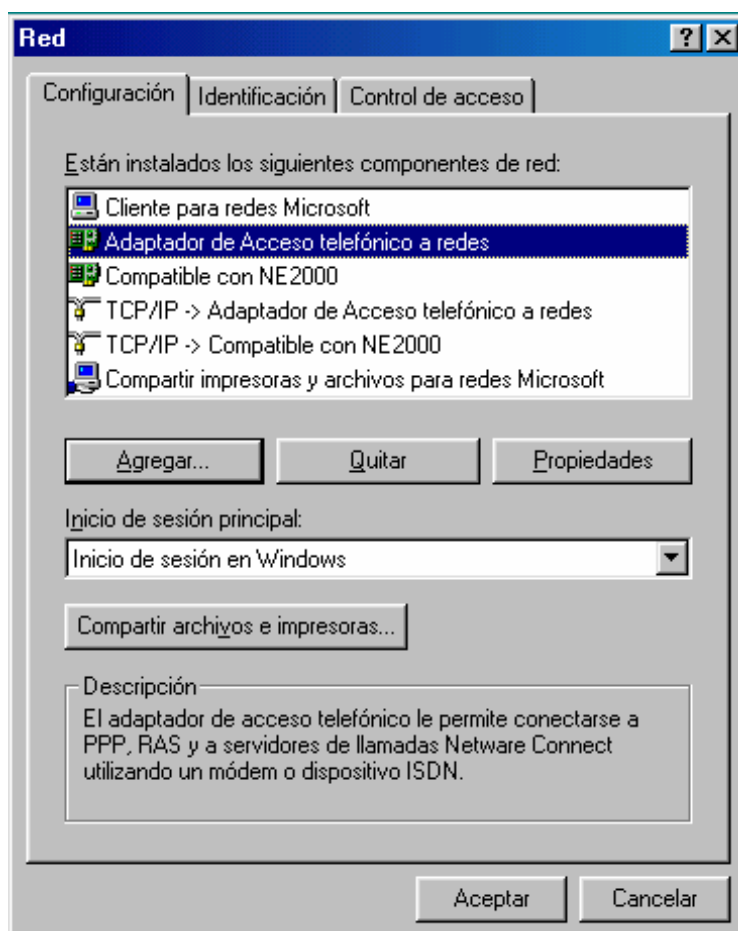 Red
Configuración Identificación Control de acceso
Están instalados los siguientes componentes de red:
Cliente para redes Microsoft
Adaptador de Acceso telefónico a redes
Compatible con NE2000
TCP/IP -> Adaptador de Acceso telefónico a redes
TCP/IP -> Compatible con NE2000
Compartir impresoras y archivos para redes Microsoft
Agregar... Quitar Propiedades
Inicio de sesión principal:
Inicio de sesión en Windows
Compartir archivos e impresoras...
Descripción
El adaptador de acceso telefónico le permite conectarse a
PPP, RAS y a servidores de llamadas Netware Connect
utilizando un módem o dispositivo ISDN.
Aceptar Cancelar